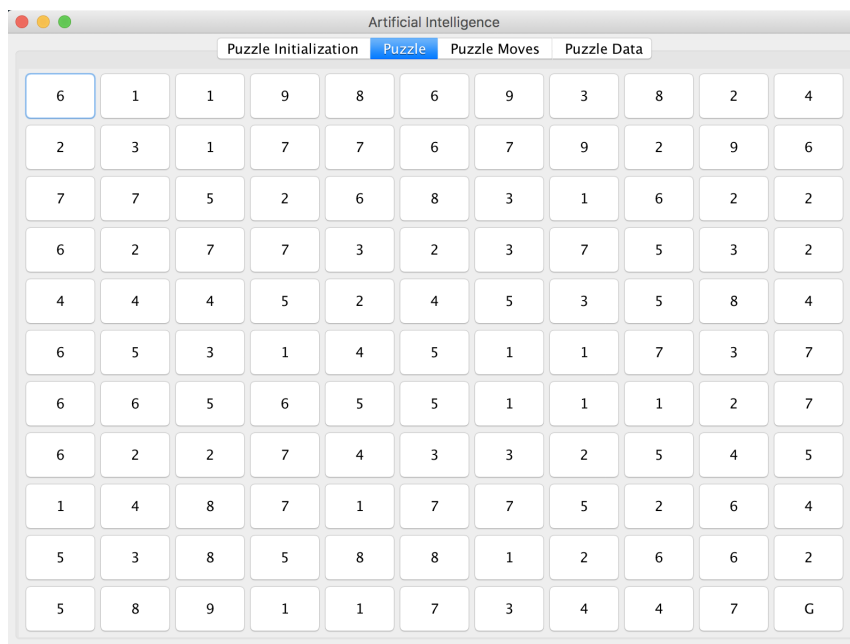 Artificial Intelligence
Puzzle Initialization Puzzle Puzzle Moves Puzzle Data
6 1 1 9 8 6 9 3 8 2 4
2 3 1 7 7 6 7 9 2 9 6
7 7 5 2 6 8 3 1 6 2 2
6 2 7 7 3 2 3 7 5 3 2
4 4 4 5 2 4 5 3 5 8 4
6 5 3 1 4 5 1 1 7 3 7
6 6 5 6 5 5 1 1 1 2 7
6 2 2 7 4 3 3 2 5 4 5
1 4 8 7 1 7 7 5 2 6 4
5 3 8 5 8 8 1 2 6 6 2
5 8 9 1 1 7 3 4 4 7 G